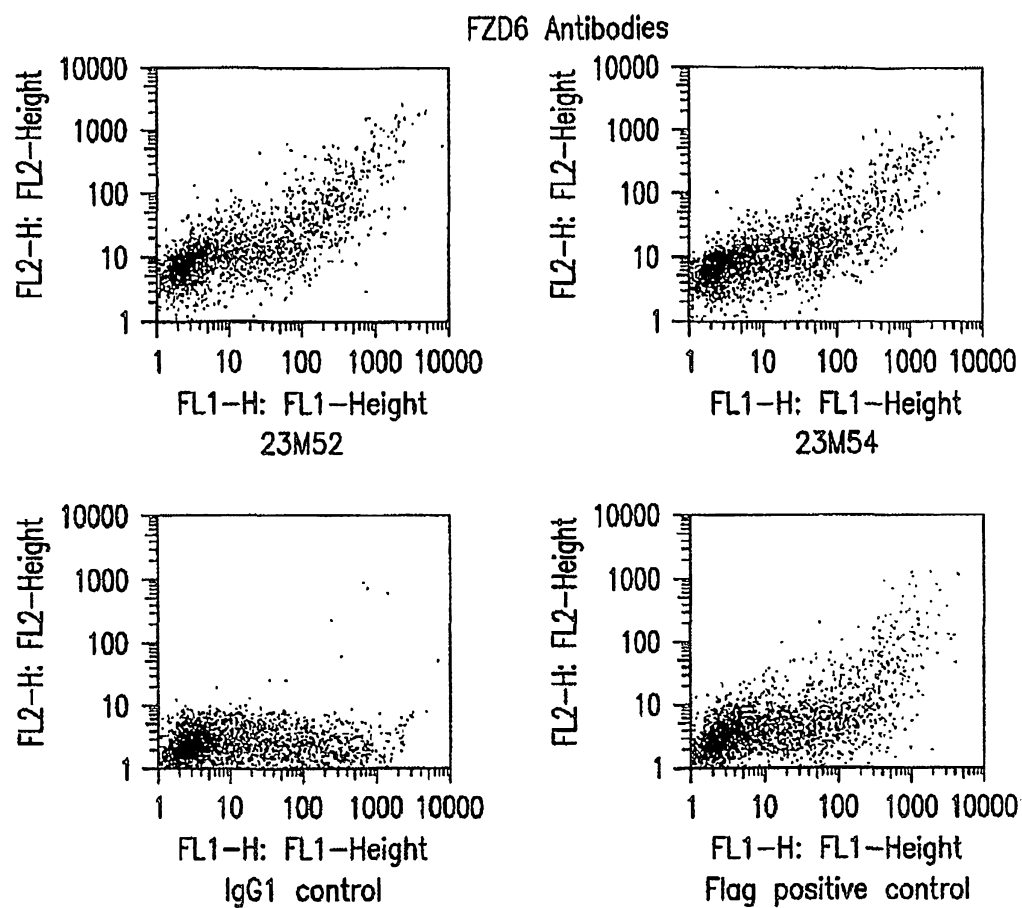 FZD6 Antibodies
FL2-H: FL2-Height
10000
1000
100
10
1
1 10 100 1000 10000
FL1-H: FL1-Height
23M52
FL2-H: FL2-Height
10000
1000
100
10
1
1 10 100 1000 10000
FL1-H: FL1-Height
23M54
FL2-H: FL2-Height
10000
1000
100
10
1
1 10 100 1000 10000
FL1-H: FL1-Height
IgG1 control
FL2-H: FL2-Height
10000
1000
100
10
1
1 10 100 1000 10000
FL1-H: FL1-Height
Flag positive control